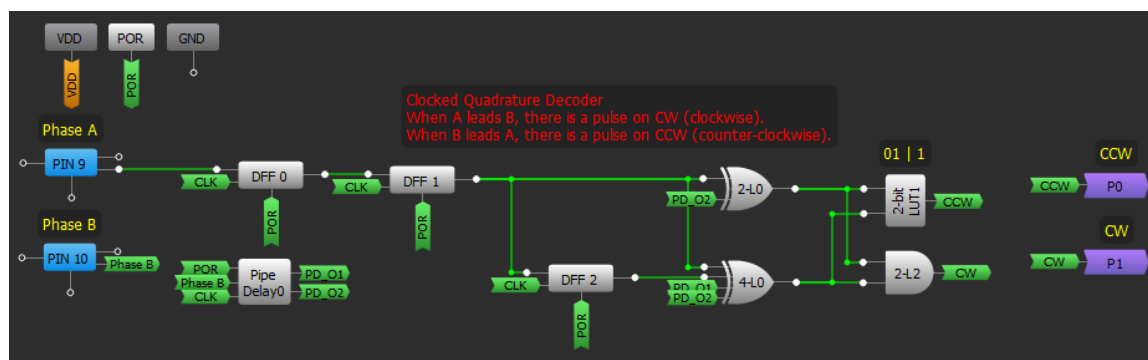 VDD
POR
GND
VDD
POR
Clocked Quadrature Decoder
When A leads B, there is a pulse on CW (clockwise).
When B leads A, there is a pulse on CCW (counter-clockwise).
Phase A
PIN 9
CLK
DFF 0
POR
CLK
DFF 1
POR
PD_O2
2-L0
01 | 1
2-bit
LUT1
CCW
CCW
CCW
P0
Phase B
PIN 10
Phase B
POR
Phase B
CLK
Pipe
Delay0
PD_O1
PD_O2
CLK
DFF 2
POR
PD_O1
PD_O2
4-L0
2-L2
CW
CW
CW
P1